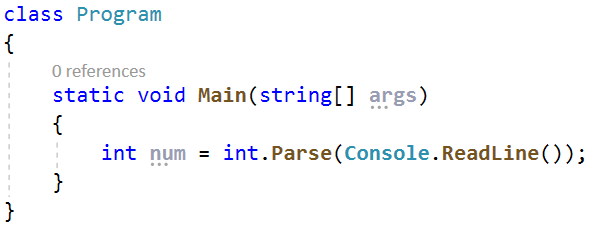 class Program
{
0 references
static void Main(string[] args)
{
int num = int.Parse(Console.ReadLine());
}
}